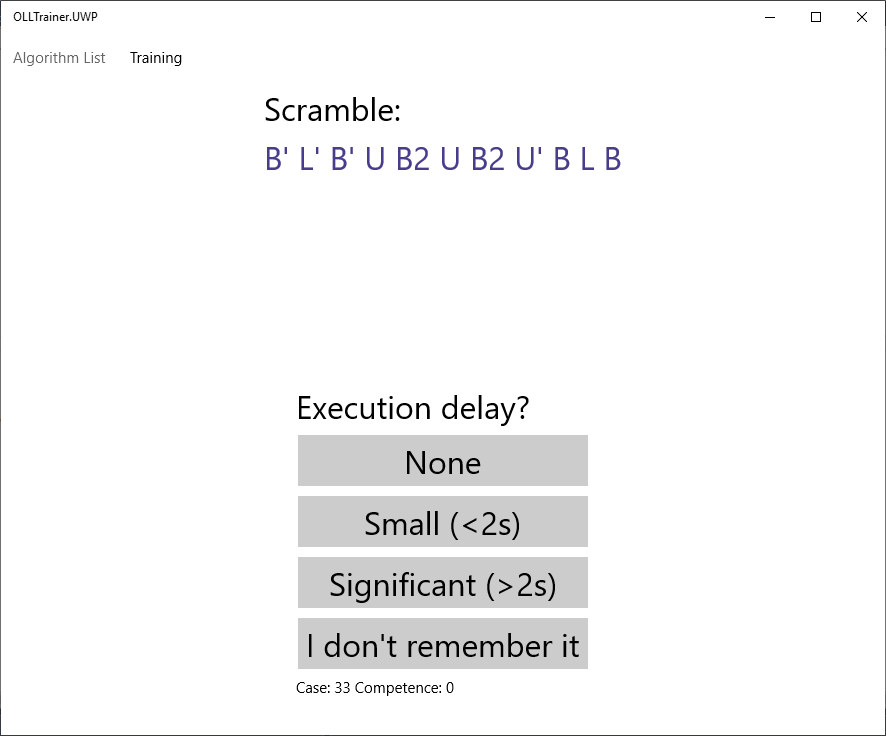 OLLTrainer.UWP
Algorithm List Training
Scramble:
B' L' B' U B2 U B2 U' B L B
Execution delay?
None
Small (<2s)
Significant (>2s)
I don't remember it
Case: 33 Competence: 0